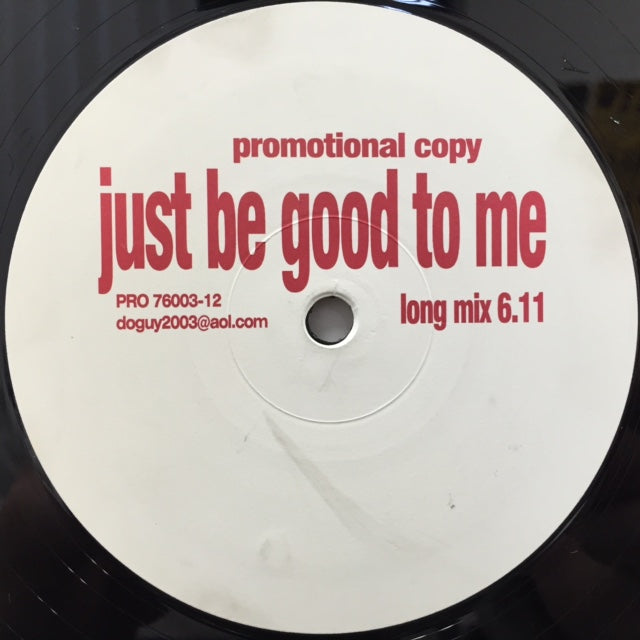 promotional copy
just be good to me
PRO 76003-12
doguy2003@aol.com
long mix 6.11